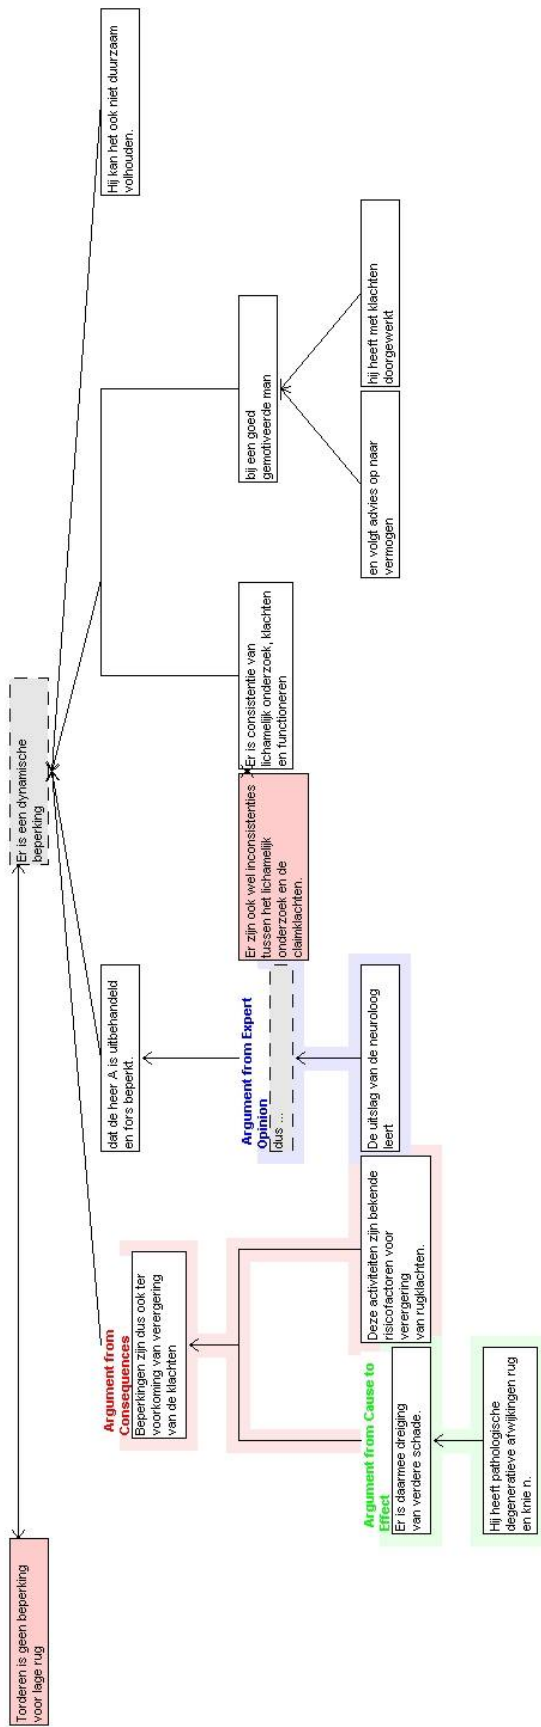 Torderen is geen beperking
voor lage rug
Er is een dynamische
beperking
Argument from
Consequences
Beperkingen zijn dus ook ter
voorkoming van verergering
van de klachten
dat de heer A is uitbehandeld
en fors beperkt.
Hij kan het ook niet duurzaam
volhouden.
Argument from Expert
Opinion
dus ...
Er zijn ook wel inconsistenties
tussen het lichamelijk
onderzoek en de
claimklachten.
Er is consistentie van
lichamelijk onderzoek, klachten
en functioneren
bij een goed
gemotiveerde man
Argument from Cause to
Effect
Er is daarmee dreiging
van verdere schade.
Deze activiteiten zijn bekende
risicofactoren voor
verergering
van rugklachten.
De uitslag van de neuroloog
leert
en volgt advies op naar
vermogen
hij heeft met klachten
doorgewerkt
Hij heeft pathologische
degeneratieve afwijkingen rug
en knie n.